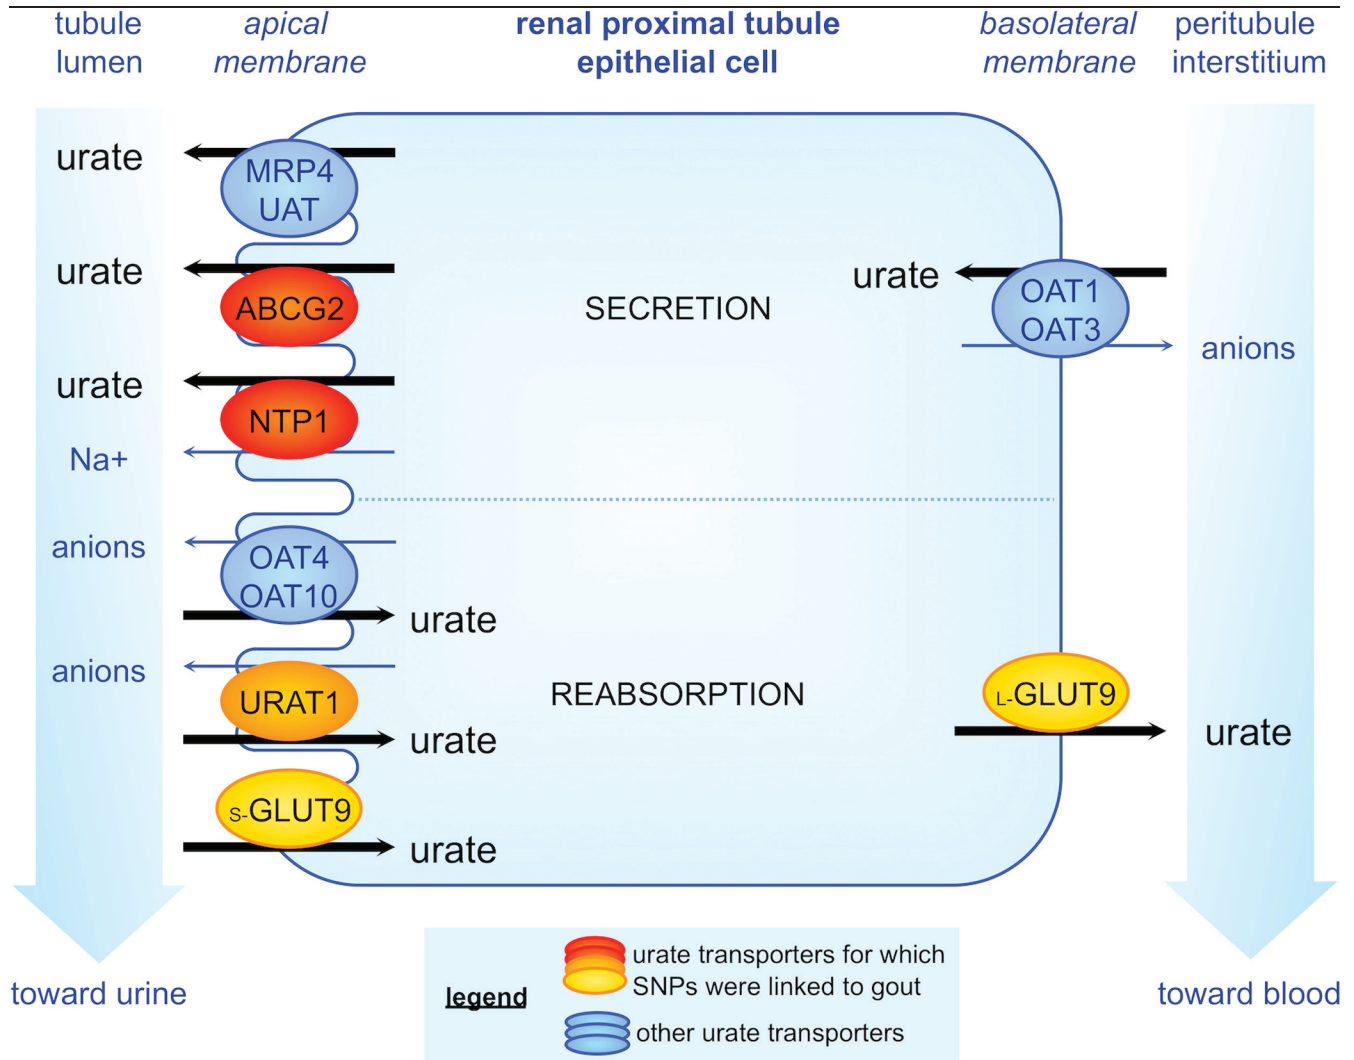 tubule
lumen
apical
membrane
renal proximal tubule
epithelial cell
basolateral
membrane
peritubule
interstitium
urate
MRP4
UAT
urate
ABCG2
urate
NTP1
Na+
SECRETION
urate
OAT1
OAT3
anions
anions
OAT4
OAT10
urate
anions
URAT1
urate
S-GLUT9
urate
REABSORPTION
L-GLUT9
urate
toward urine
toward blood
legend
urate transporters for which
SNPs were linked to gout
other urate transporters